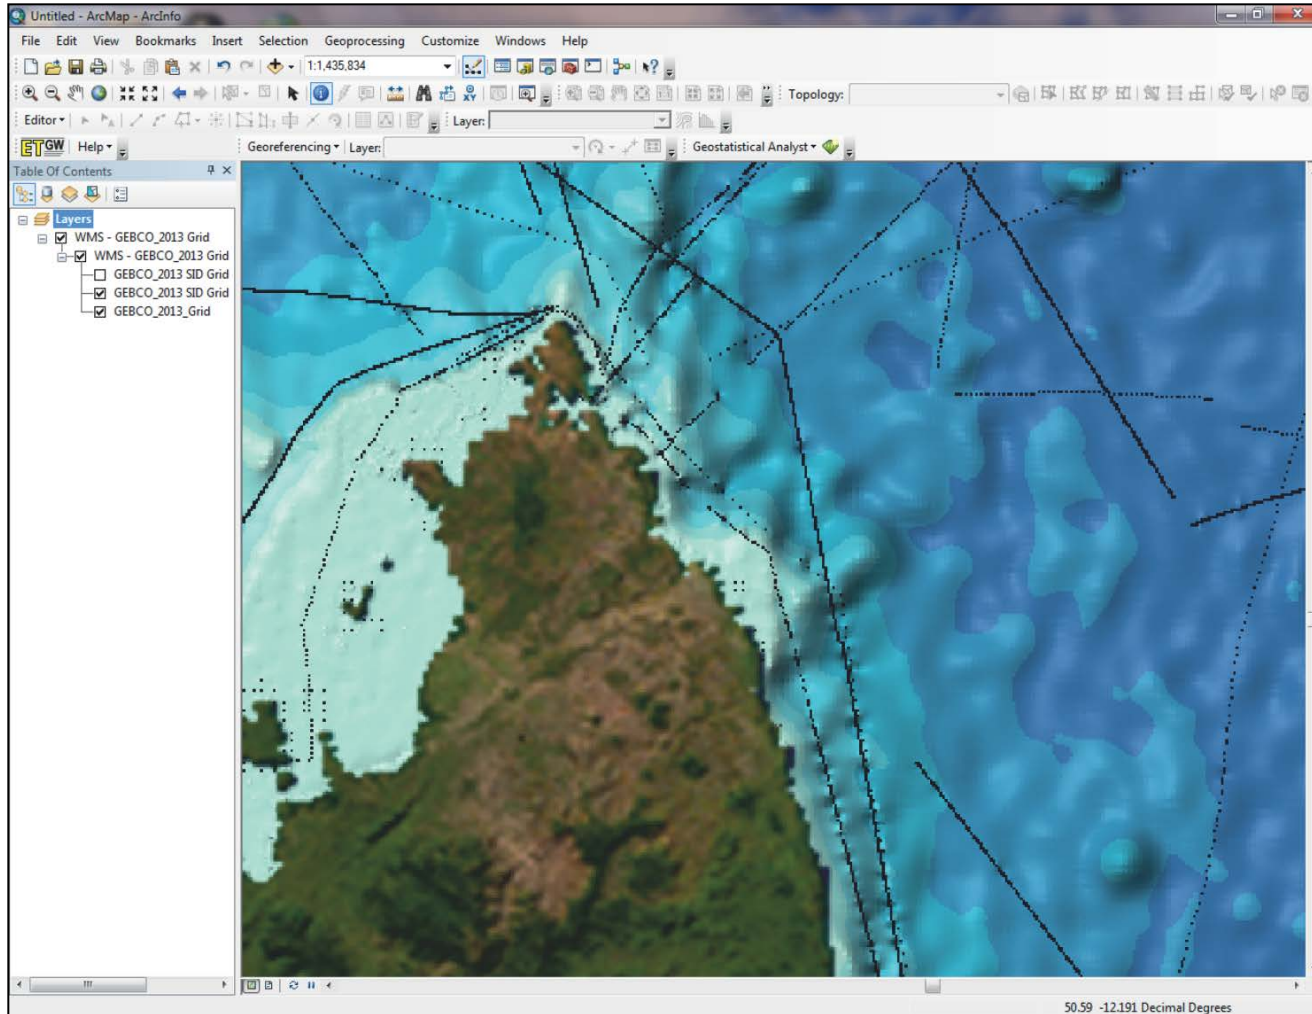 Untitled - ArcMap - ArcInfo
File Edit View Bookmarks Insert Selection Geoprocessing Customize Windows Help
1:1,435,834
Topology:
Editor Layer:
ET GW Help Georeferencing Layer: Geostatistical Analyst
Table Of Contents
Layers
WMS - GEBCO_2013 Grid
WMS - GEBCO_2013 Grid
GEBCO_2013 SID Grid
GEBCO_2013 SID Grid
GEBCO_2013_Grid
50.59 -12.191 Decimal Degrees